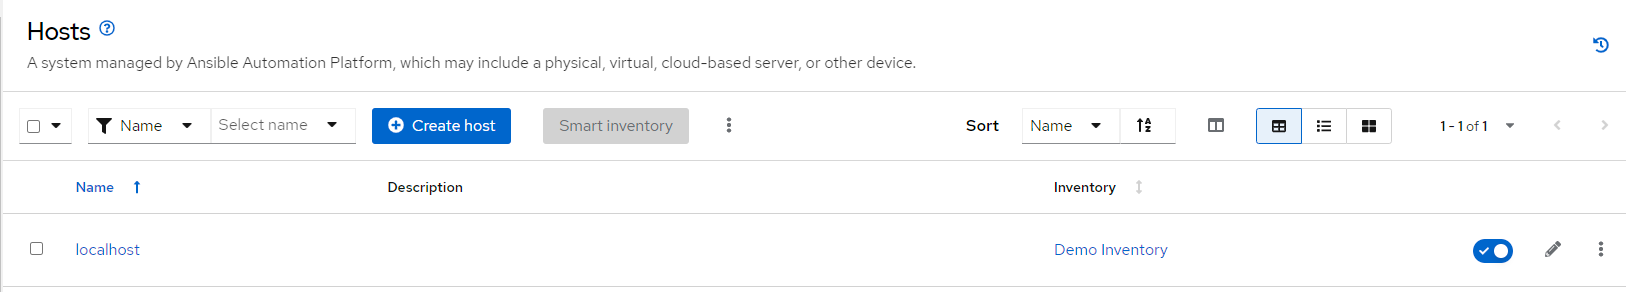 Hosts
A system managed by Ansible Automation Platform, which may include a physical, virtual, cloud-based server, or other device.
Name Select name Create host Smart inventory Sort Name 1 - 1 of 1
Name Description Inventory
localhost Demo Inventory